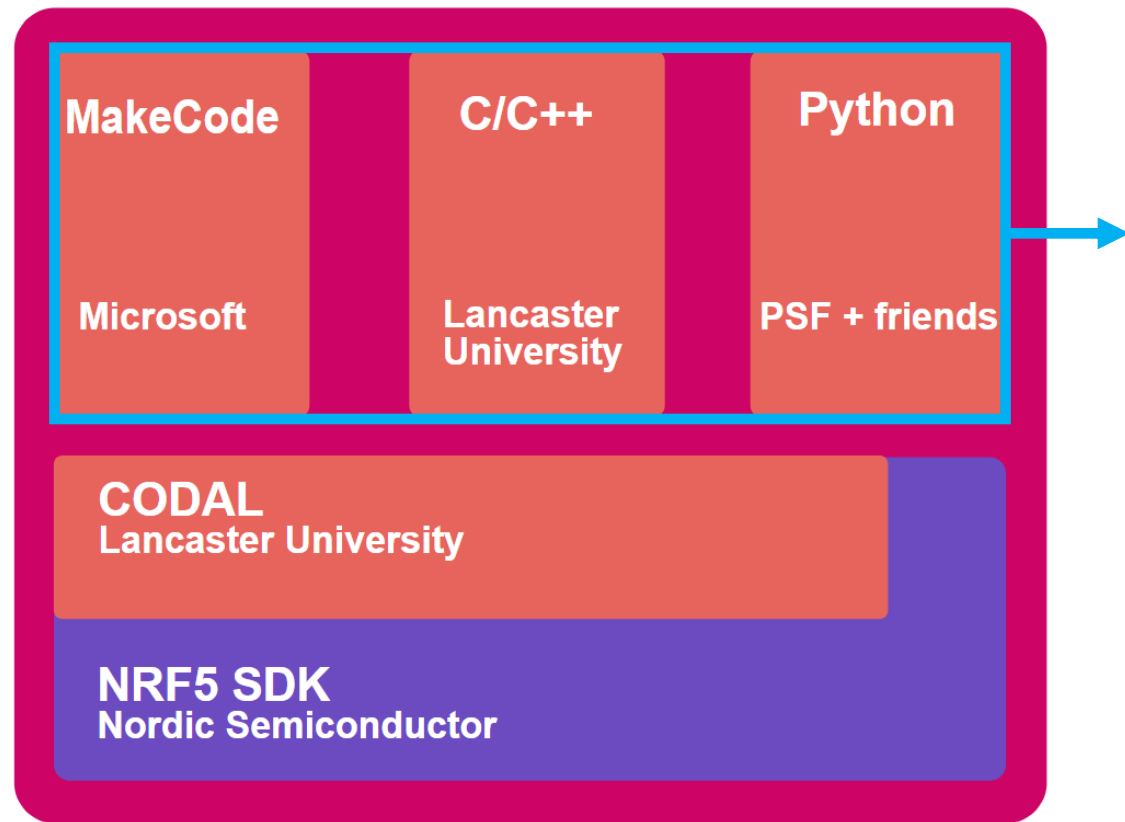 MakeCode
Microsoft
C/C++
Lancaster
University
Python
PSF + friends
CODAL
Lancaster University
NRF5 SDK
Nordic Semiconductor